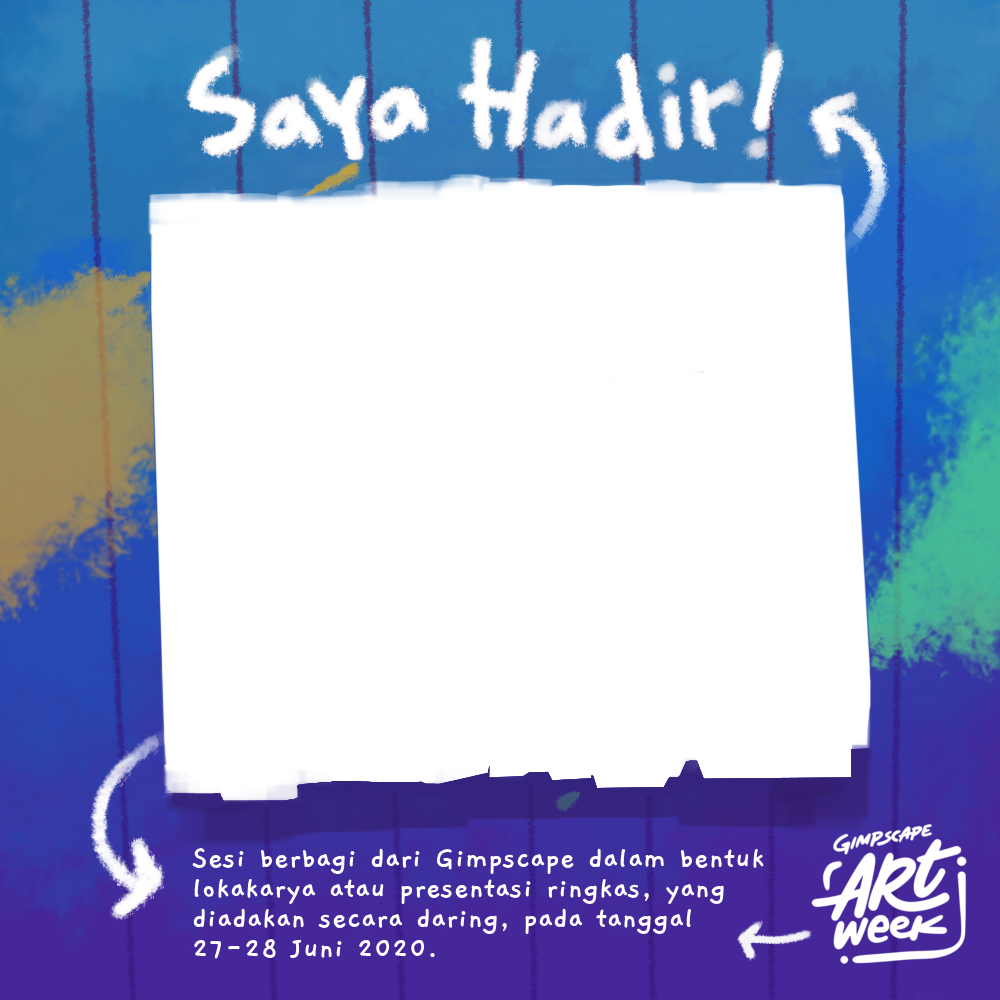 Saya Hadir!
Sesi berbagi dari Gimpscape dalam bentuk
lokakarya atau presentasi ringkas, yang
diadakan secara daring, pada tanggal
27-28 Juni 2020.
GIMPSCAPE
ART
week